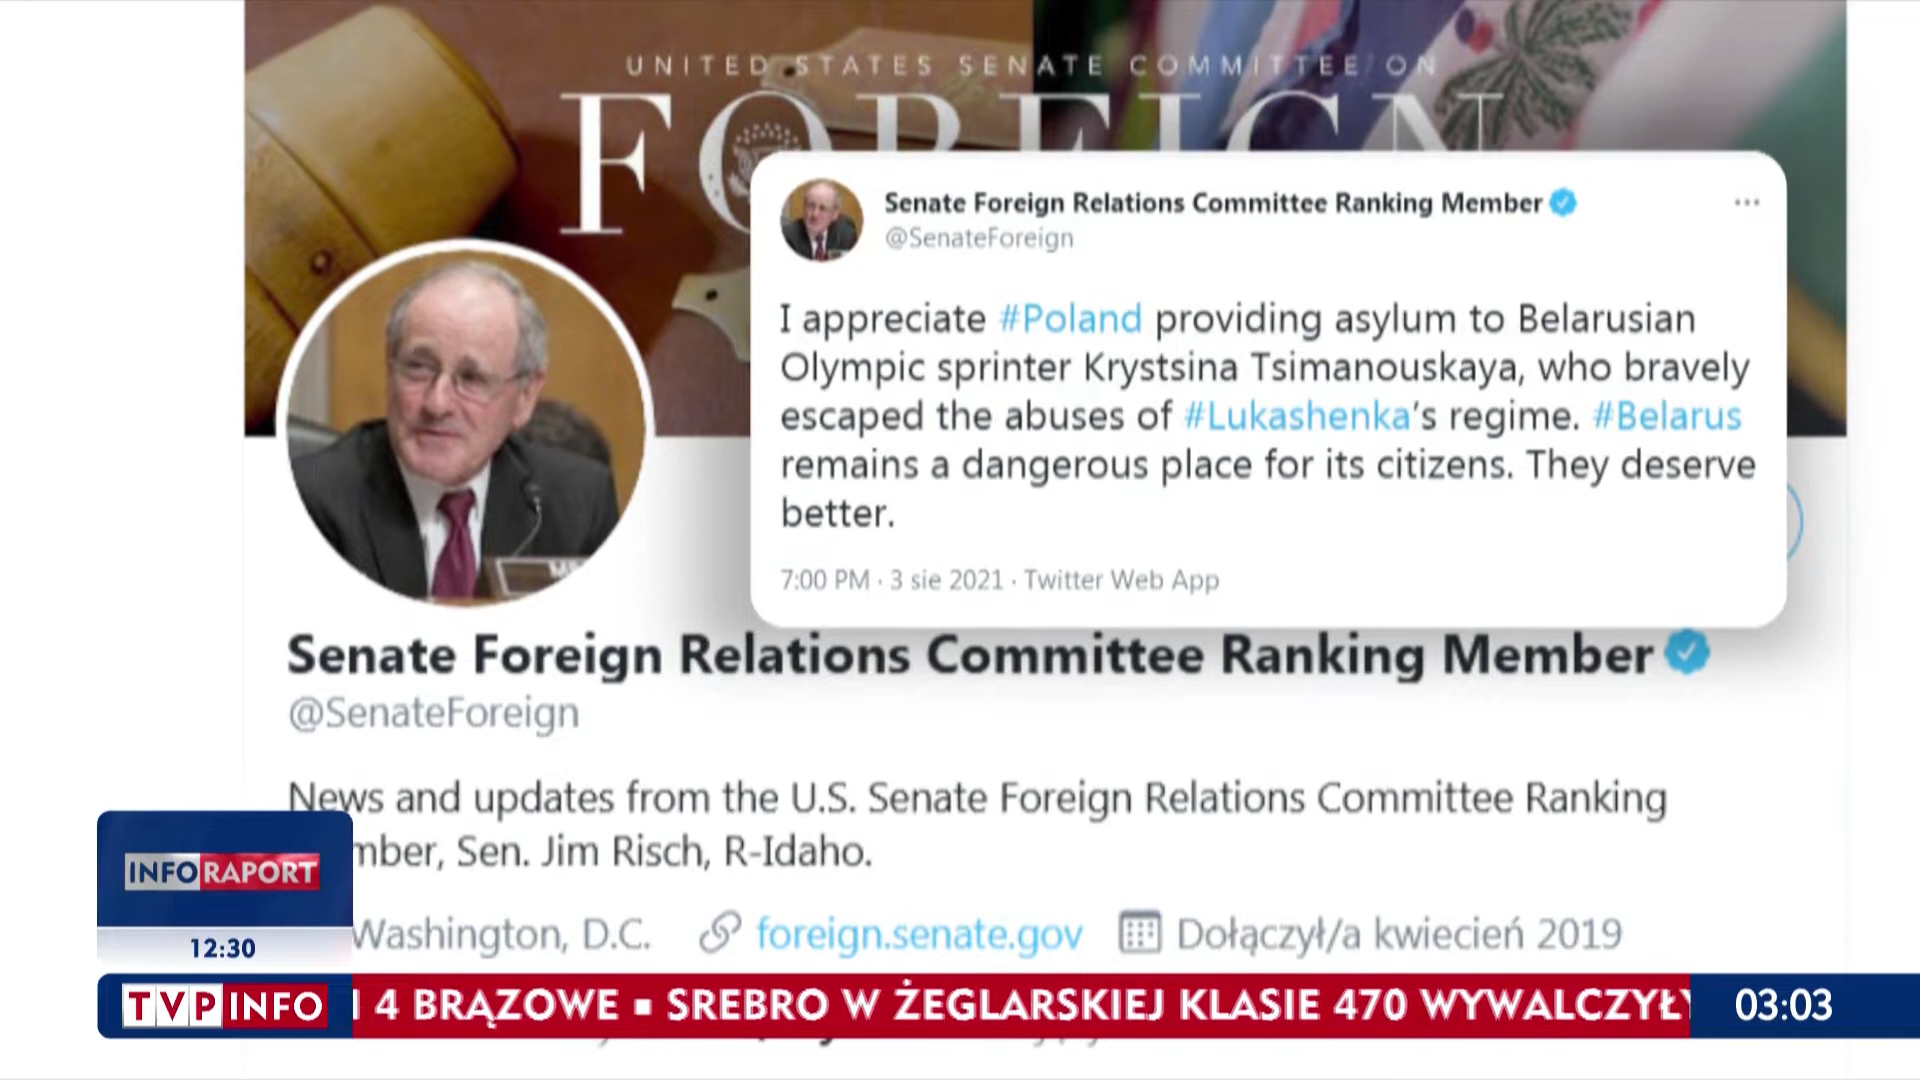 UNITED STATES SENATE COMMITTEE ON
FOREIGN
Senate Foreign Relations Committee Ranking Member
@SenateForeign
I appreciate #Poland providing asylum to Belarusian
Olympic sprinter Krystsina Tsimanouskaya, who bravely
escaped the abuses of #Lukashenka's regime. #Belarus
remains a dangerous place for its citizens. They deserve
better.
7:00 PM · 3 sie 2021 · Twitter Web App
Senate Foreign Relations Committee Ranking Member
@SenateForeign
News and updates from the U.S. Senate Foreign Relations Committee Ranking
mber, Sen. Jim Risch, R-Idaho.
Washington, D.C. foreign.senate.gov Dołączył/a kwiecień 2019
INFO RAPORT
12:30
TVP INFO I 4 BRĄZOWE ▪ SREBRO W ŻEGLARSKIEJ KLASIE 470 WYWALCZYŁY 03:03